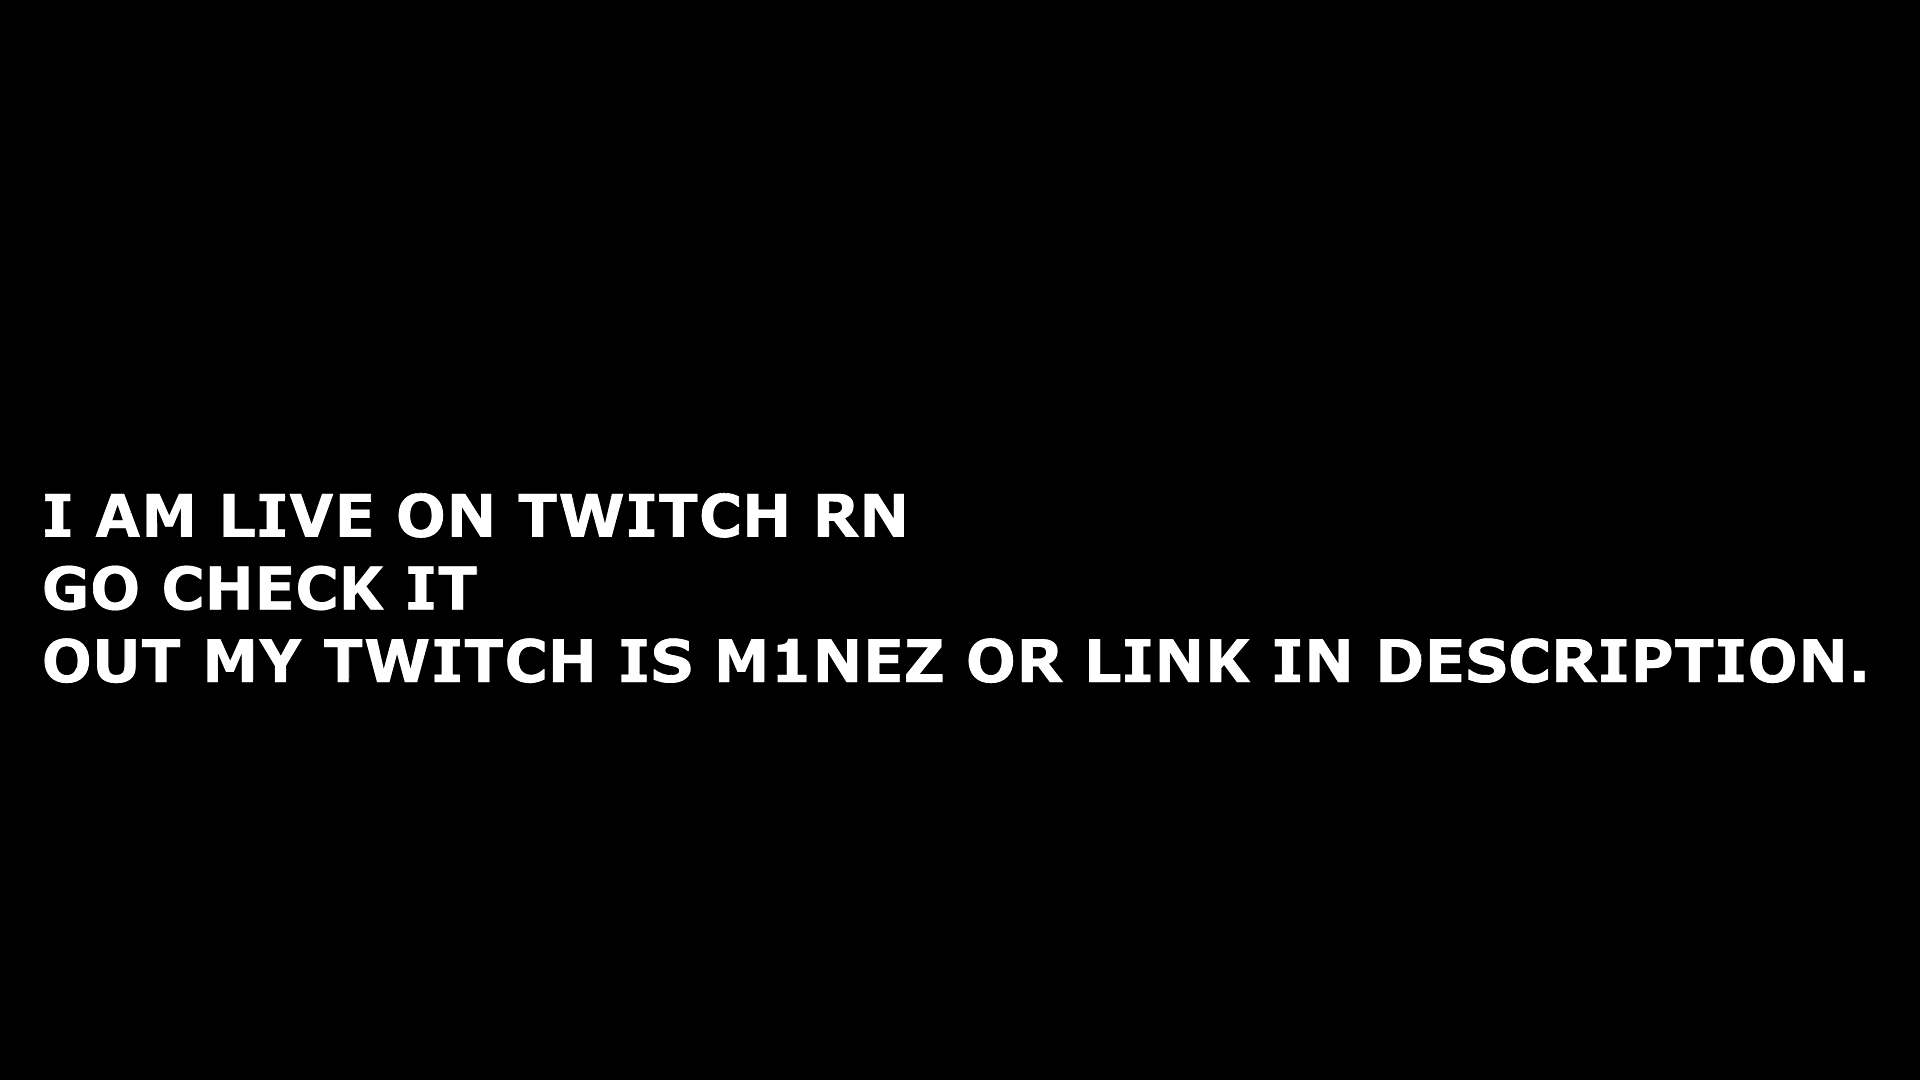 I AM LIVE ON TWITCH RN
GO CHECK IT
OUT MY TWITCH IS M1NEZ OR LINK IN DESCRIPTION.